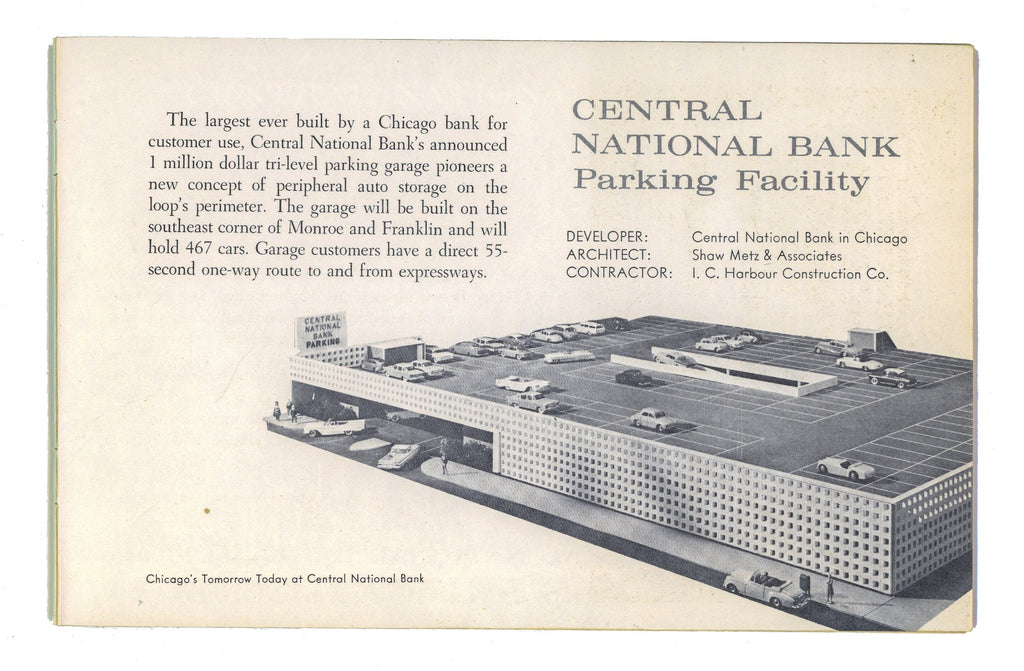 The largest ever built by a Chicago bank for
customer use, Central National Bank's announced
1 million dollar tri-level parking garage pioneers a
new concept of peripheral auto storage on the
loop's perimeter. The garage will be built on the
southeast corner of Monroe and Franklin and will
hold 467 cars. Garage customers have a direct 55-
second one-way route to and from expressways.
CENTRAL
NATIONAL BANK
Parking Facility
DEVELOPER: Central National Bank in Chicago
ARCHITECT: Shaw Metz & Associates
CONTRACTOR: I. C. Harbour Construction Co.
CENTRAL
NATIONAL
BANK
PARKING
Chicago's Tomorrow Today at Central National Bank